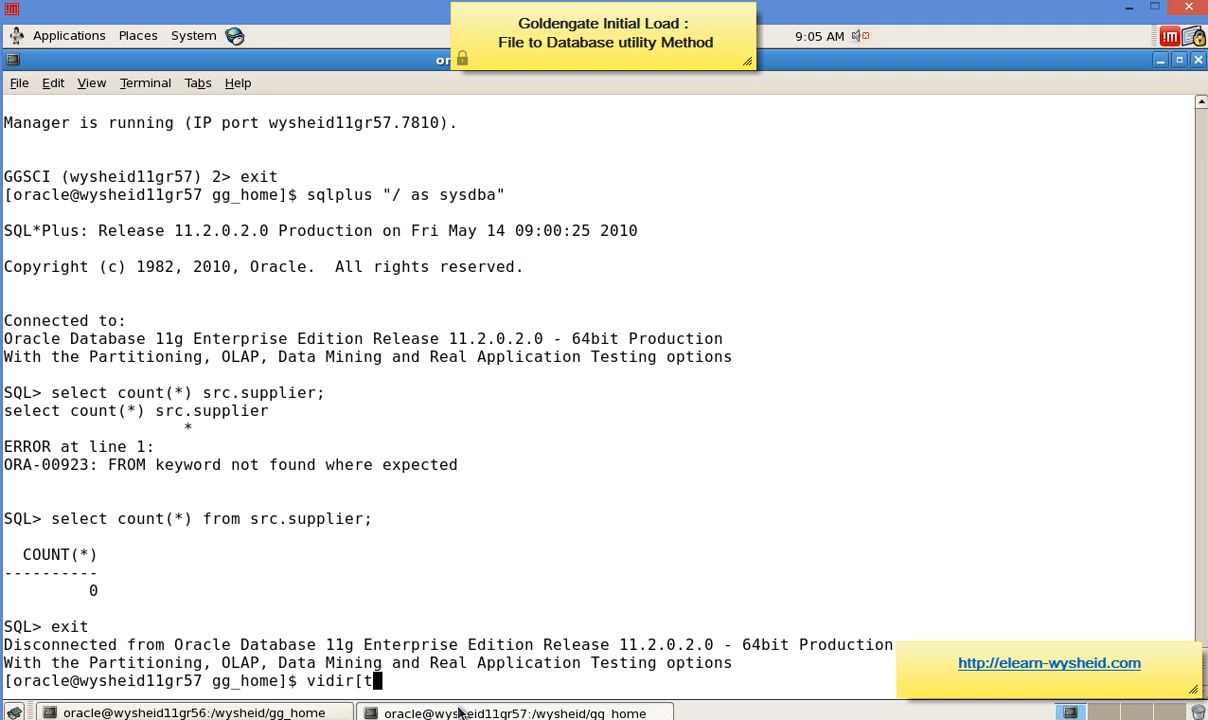 Goldengate Initial Load :
File to Database utility Method
Applications Places System
9:05 AM
or
File Edit View Terminal Tabs Help
Manager is running (IP port wysheid11gr57.7810).
GGSCI (wysheid11gr57) 2> exit
[oracle@wysheid11gr57 gg_home]$ sqlplus "/ as sysdba"
SQL*Plus: Release 11.2.0.2.0 Production on Fri May 14 09:00:25 2010
Copyright (c) 1982, 2010, Oracle.  All rights reserved.
Connected to:
Oracle Database 11g Enterprise Edition Release 11.2.0.2.0 - 64bit Production
With the Partitioning, OLAP, Data Mining and Real Application Testing options
SQL> select count(*) src.supplier;
select count(*) src.supplier
*
ERROR at line 1:
ORA-00923: FROM keyword not found where expected
SQL> select count(*) from src.supplier;
COUNT(*)
----------
0
SQL> exit
Disconnected from Oracle Database 11g Enterprise Edition Release 11.2.0.2.0 - 64bit Production
With the Partitioning, OLAP, Data Mining and Real Application Testing options
[oracle@wysheid11gr57 gg_home]$ vidir[t
http://elearn-wysheid.com
oracle@wysheid11gr56:/wysheid/gg_home
oracle@wysheid11gr57:/wysheid/gg_home